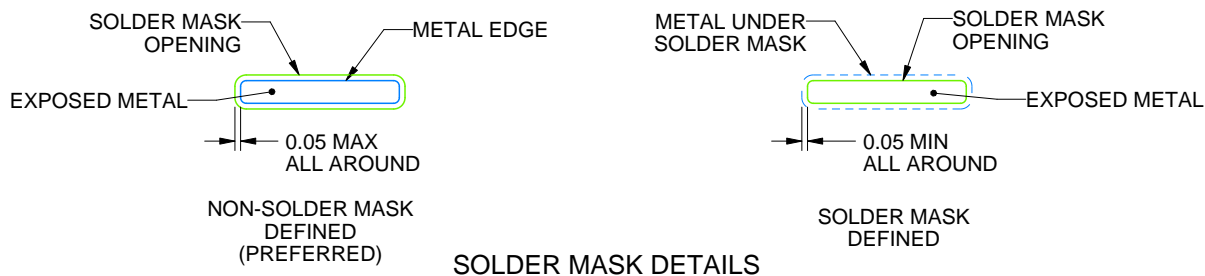 SOLDER MASK
OPENING
METAL EDGE
EXPOSED METAL
0.05 MAX
ALL AROUND
NON-SOLDER MASK
DEFINED
(PREFERRED)
METAL UNDER
SOLDER MASK
SOLDER MASK
OPENING
EXPOSED METAL
0.05 MIN
ALL AROUND
SOLDER MASK
DEFINED
SOLDER MASK DETAILS